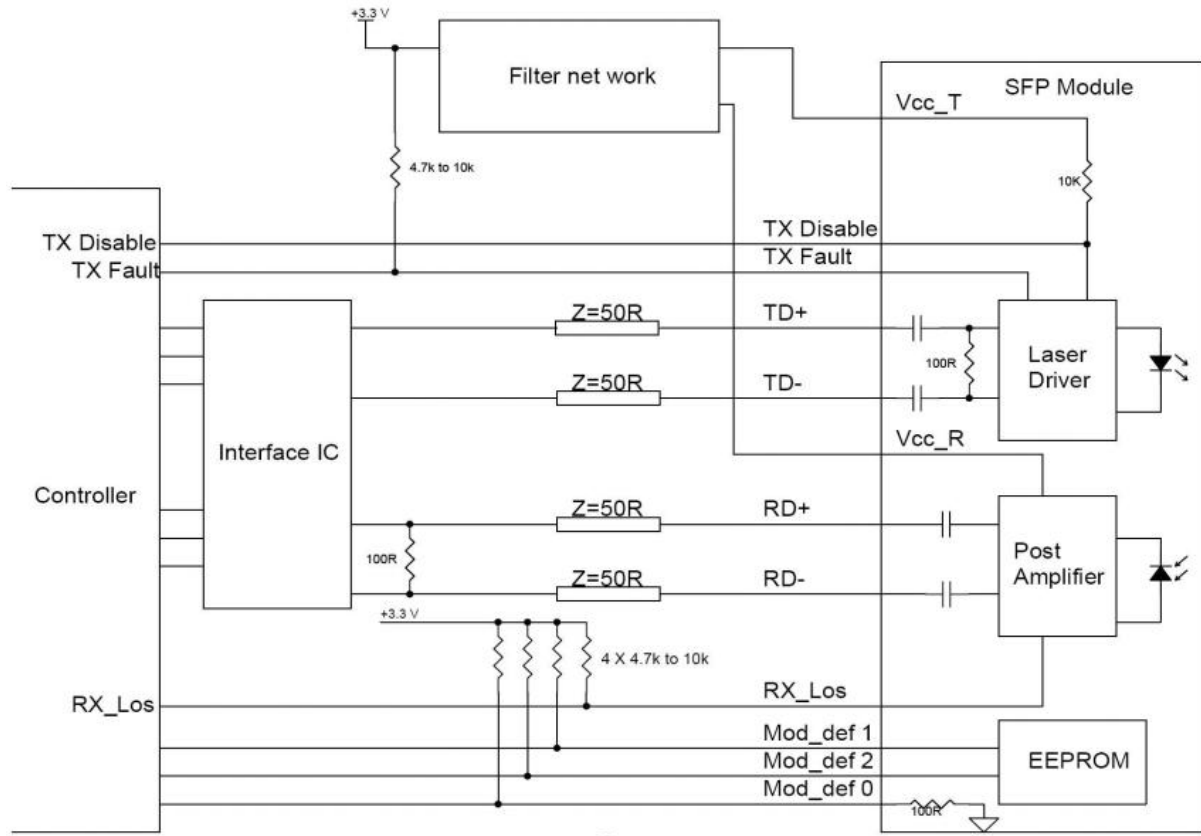 +3.3 V
Filter net work
SFP Module
Vcc_T
4.7k to 10k
10K
TX Disable
TX Disable
TX Fault
TX Fault
Z=50R
TD+
100R
Laser
Driver
Z=50R
TD-
Vcc_R
Interface IC
Controller
Z=50R
RD+
100R
Post
Amplifier
Z=50R
RD-
+3.3 V
4 X 4.7k to 10k
RX_Los
RX_Los
Mod_def 1
Mod_def 2
EEPROM
Mod_def 0
100R